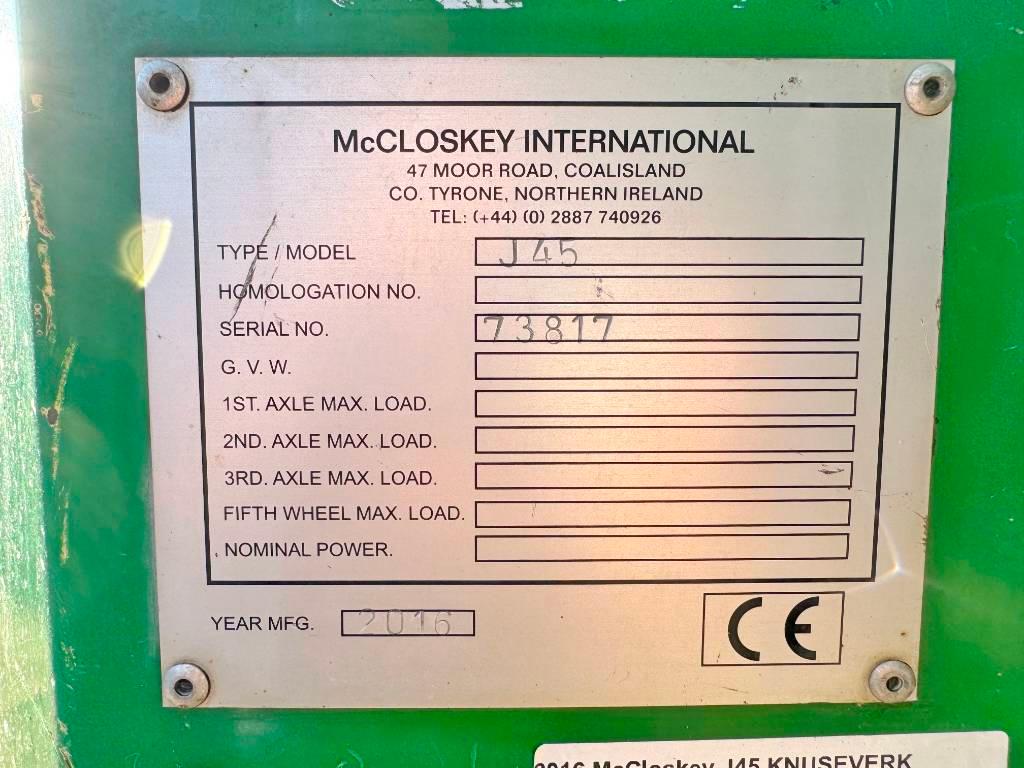 McCLOSKEY INTERNATIONAL
47 MOOR ROAD, COALISLAND
CO. TYRONE, NORTHERN IRELAND
TEL: (+44) (0) 2887 740926
TYPE / MODEL J45
HOMOLOGATION NO.
SERIAL NO. 73817
G. V. W.
1ST. AXLE MAX. LOAD.
2ND. AXLE MAX. LOAD.
3RD. AXLE MAX. LOAD.
FIFTH WHEEL MAX. LOAD.
NOMINAL POWER.
YEAR MFG. 2016
CE
2016 McCloskey J45 KNUSEVERK